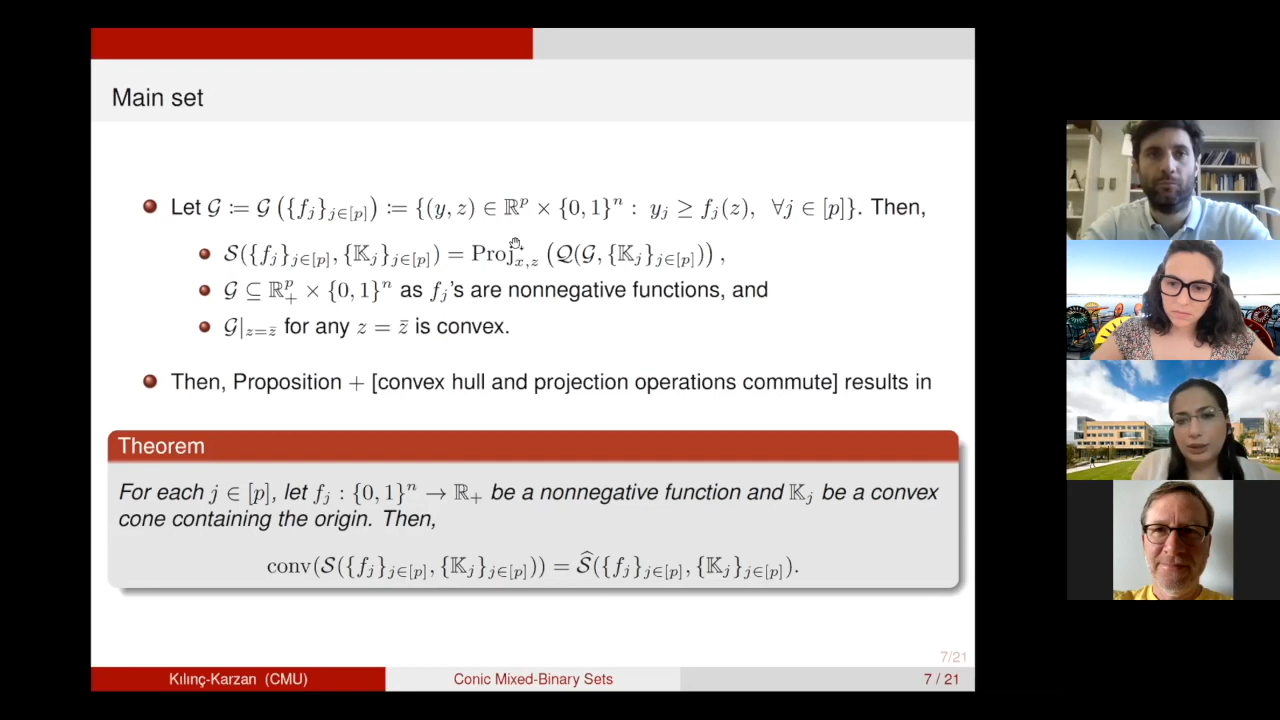 Main set
Let 𝒢 ≔ 𝒢 ({f_j}_{j∈[p]}) := {(y, z) ∈ ℝ^p × {0, 1}^n : y_j ≥ f_j(z), ∀j ∈ [p]}. Then,
𝒮({f_j}_{j∈[p]}, {𝕂_j}_{j∈[p]}) = Proj_{x,z} (𝒬(𝒢, {𝕂_j}_{j∈[p]})) ,
𝒢 ⊆ ℝ^p_+ × {0, 1}^n as f_j's are nonnegative functions, and
𝒢|_{z=z̄} for any z = z̄ is convex.
Then, Proposition + [convex hull and projection operations commute] results in
Theorem
For each j ∈ [p], let f_j : {0, 1}^n → ℝ_+ be a nonnegative function and 𝕂_j be a convex
cone containing the origin. Then,
conv(𝒮({f_j}_{j∈[p]}, {𝕂_j}_{j∈[p]})) = 𝒮̂({f_j}_{j∈[p]}, {𝕂_j}_{j∈[p]}).
7/21
Kılınç-Karzan (CMU) Conic Mixed-Binary Sets 7 / 21